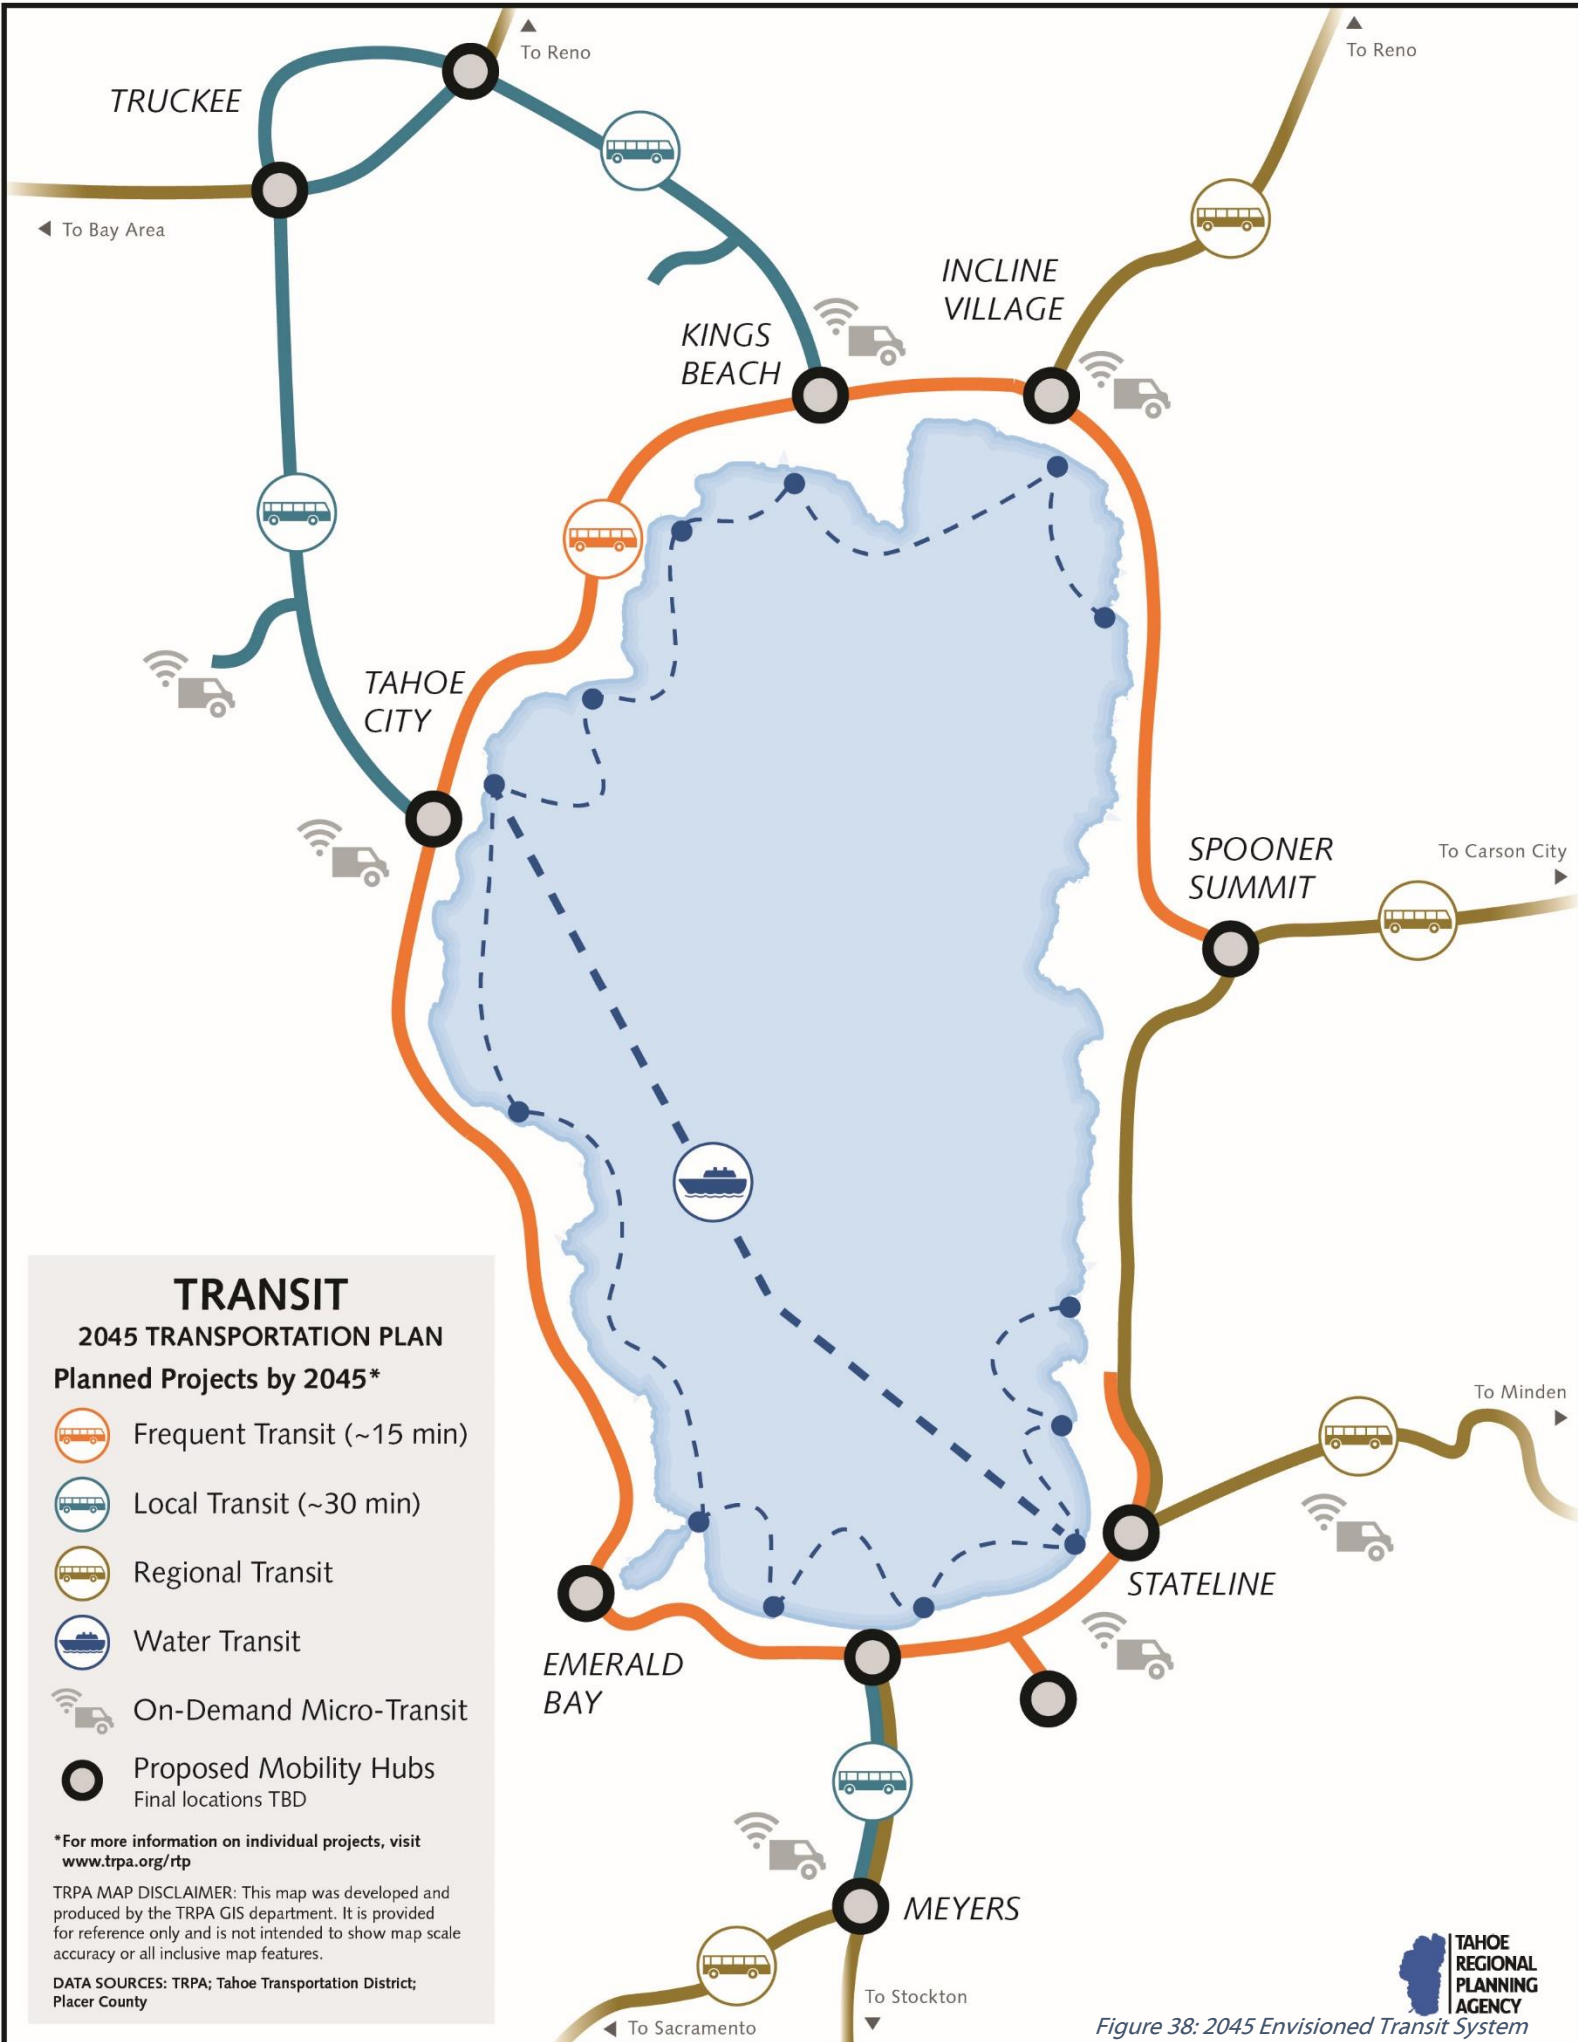 To Reno
To Reno
TRUCKEE
To Bay Area
INCLINE
VILLAGE
KINGS
BEACH
TAHOE
CITY
SPOONER
SUMMIT
To Carson City
To Minden
STATELINE
EMERALD
BAY
MEYERS
To Stockton
To Sacramento
TRANSIT
2045 TRANSPORTATION PLAN
Planned Projects by 2045*
Frequent Transit (~15 min)
Local Transit (~30 min)
Regional Transit
Water Transit
On-Demand Micro-Transit
Proposed Mobility Hubs
Final locations TBD
*For more information on individual projects, visit
www.trpa.org/rtp
TRPA MAP DISCLAIMER: This map was developed and
produced by the TRPA GIS department. It is provided
for reference only and is not intended to show map scale
accuracy or all inclusive map features.
DATA SOURCES: TRPA; Tahoe Transportation District;
Placer County
TAHOE
REGIONAL
PLANNING
AGENCY
Figure 38: 2045 Envisioned Transit System